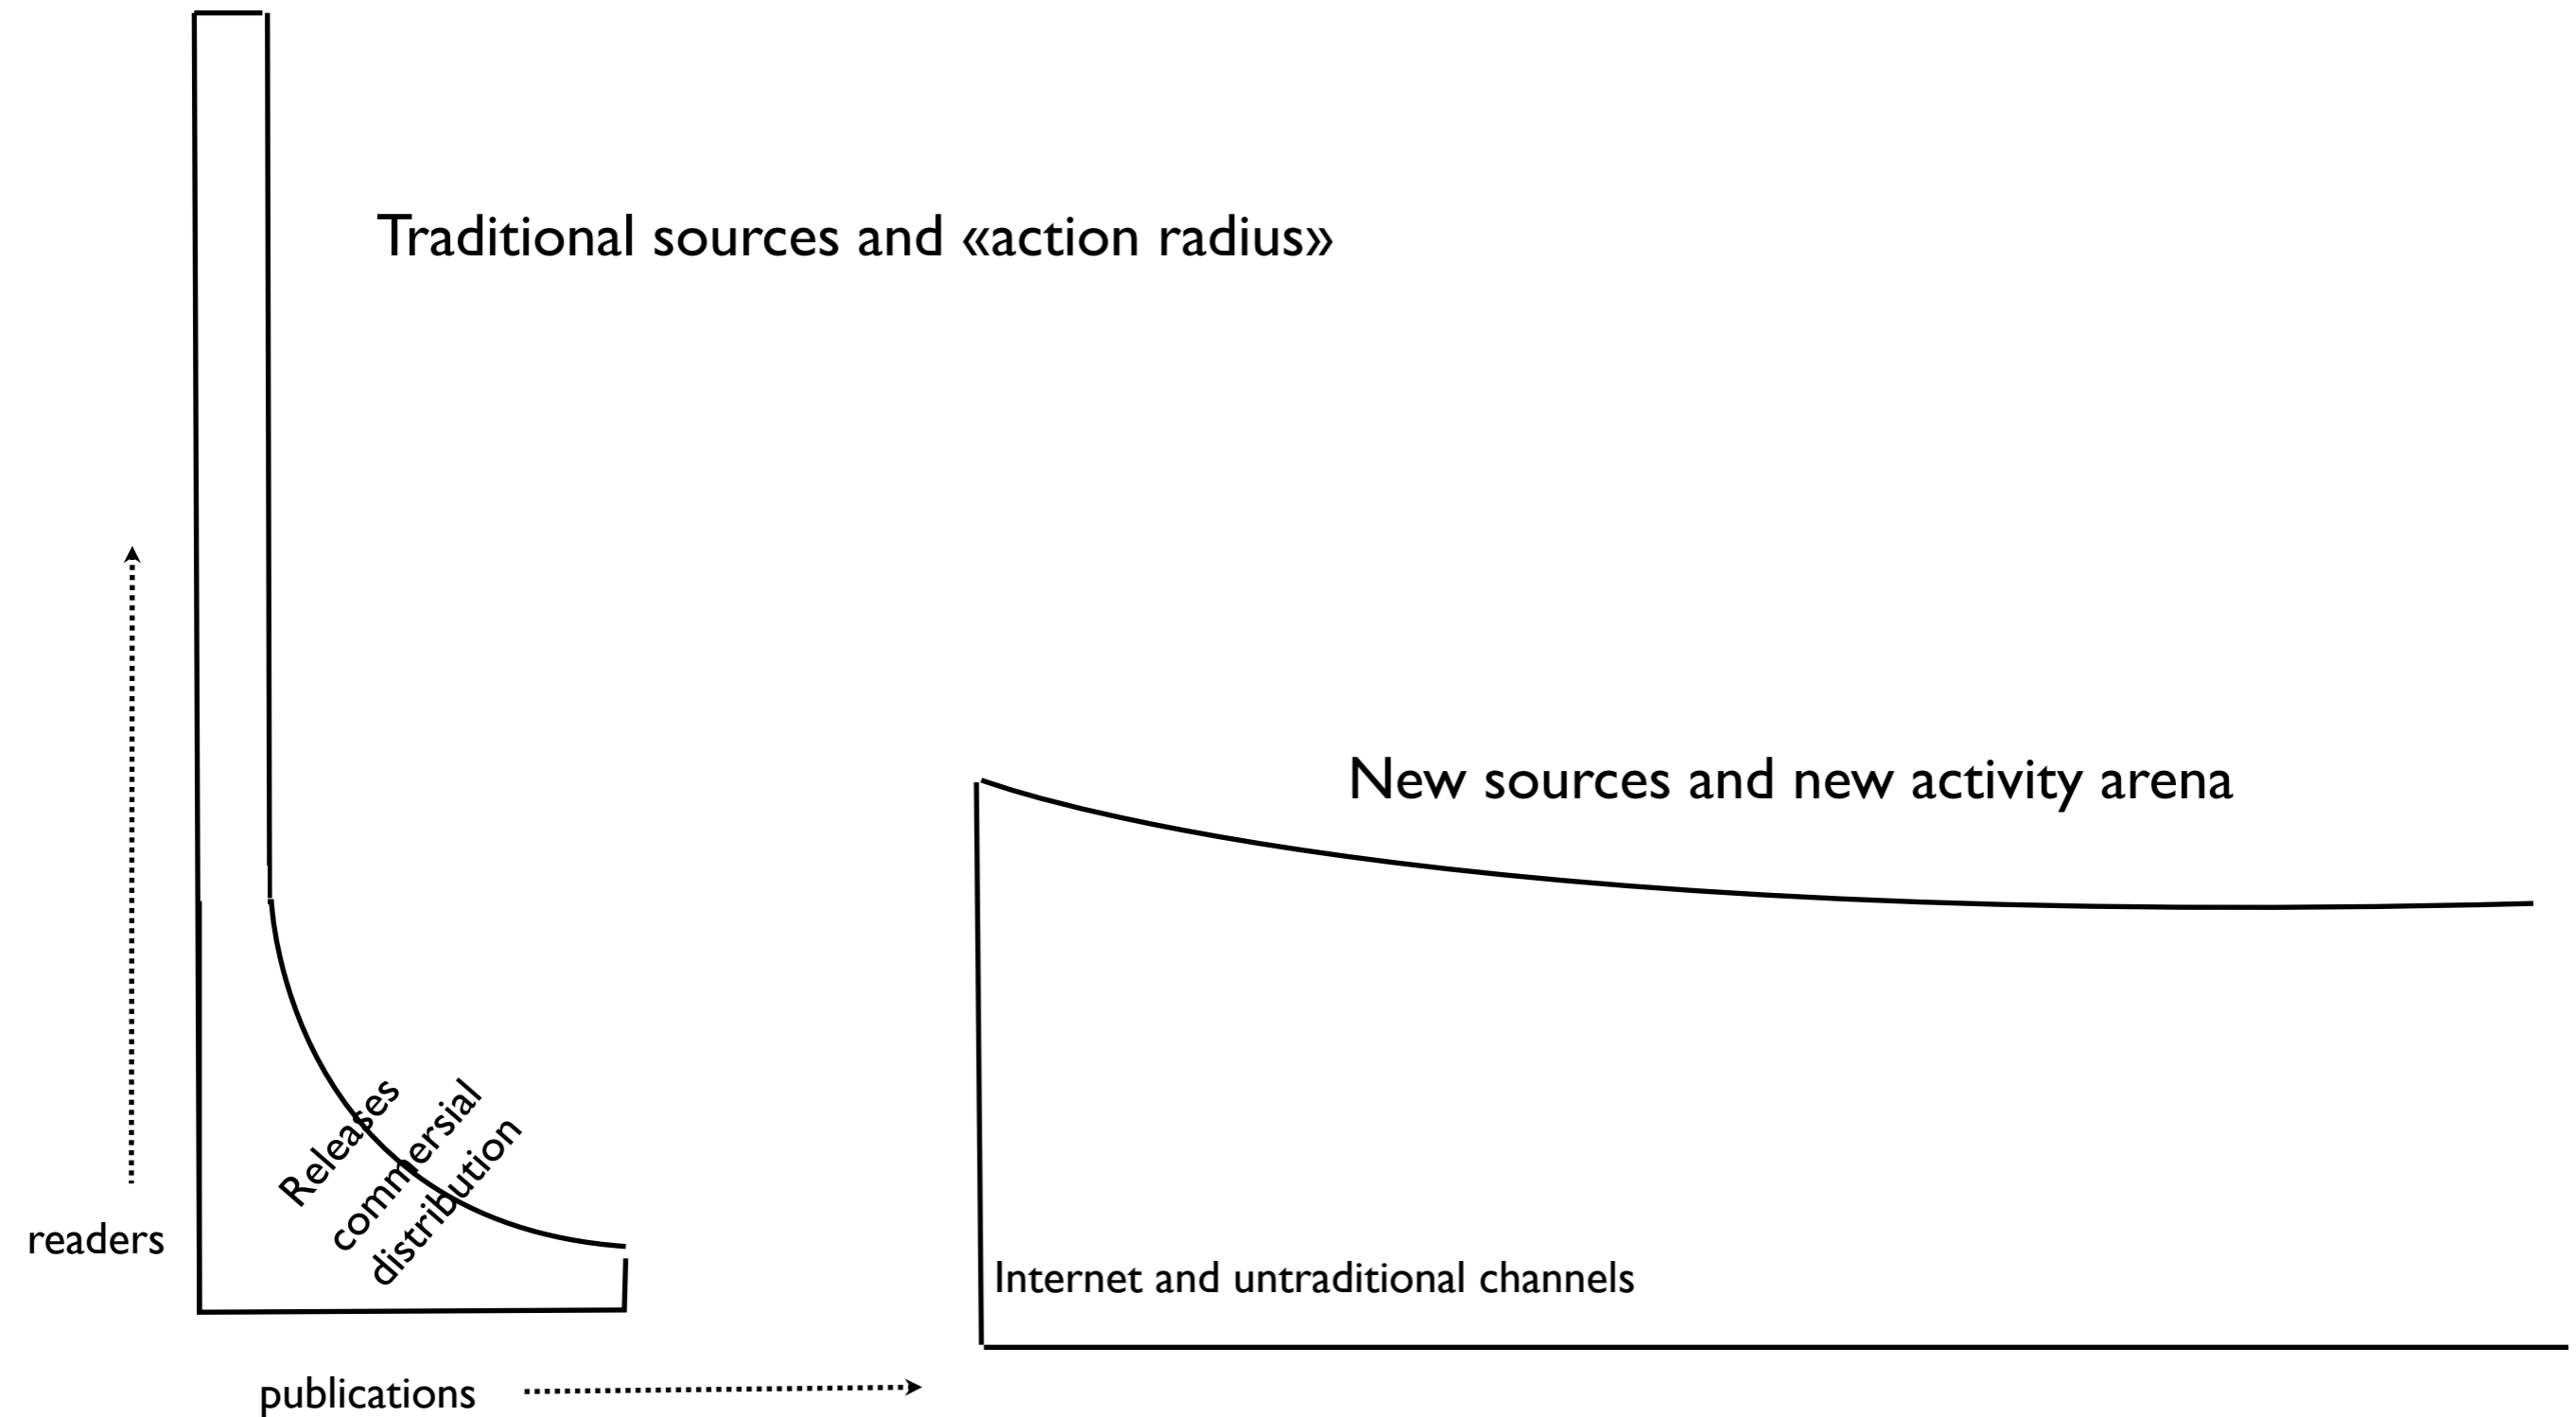 Traditional sources and «action radius»
New sources and new activity arena
Releases
commersial
distribution
readers
Internet and untraditional channels
publications